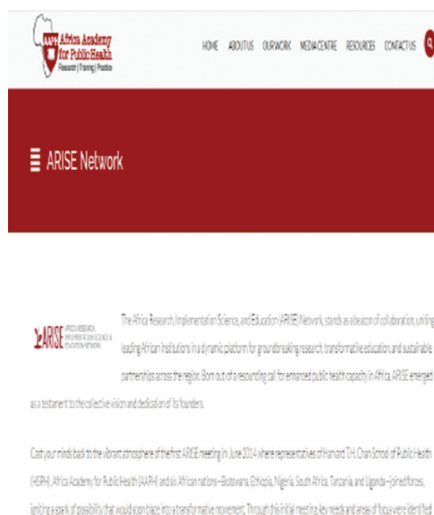 AAPH Africa Academy
for Public Health
Research | Training | Practice
HOME ABOUT US OUR WORK MEDIA CENTRE RESOURCES CONTACT US
ARISE Network
ARISE AFRICA RESEARCH,
IMPLEMENTATION SCIENCE &
EDUCATION NETWORK
The Africa Research, Implementation Science, and Education (ARISE) Network, stands as a beacon of collaboration, uniting
leading African institutions in a dynamic platform for groundbreaking research, transformative education, and sustainable
partnerships across the region. Born out of a resounding call for enhanced public health capacity in Africa, ARISE emerged
as a testament to the collective vision and dedication of its founders.
Cast your minds back to the vibrant atmosphere of the first ARISE meeting in June 2014 where representatives of Harvard T.H. Chan School of Public Health
(HSPH), Africa Academy for Public Health (AAPH) and six African nations—Botswana, Ethiopia, Nigeria, South Africa, Tanzania, and Uganda—joined forces,
igniting a spark of possibility that would soon blaze into a transformative movement. Through this initial meeting, key needs and areas of focus were identified